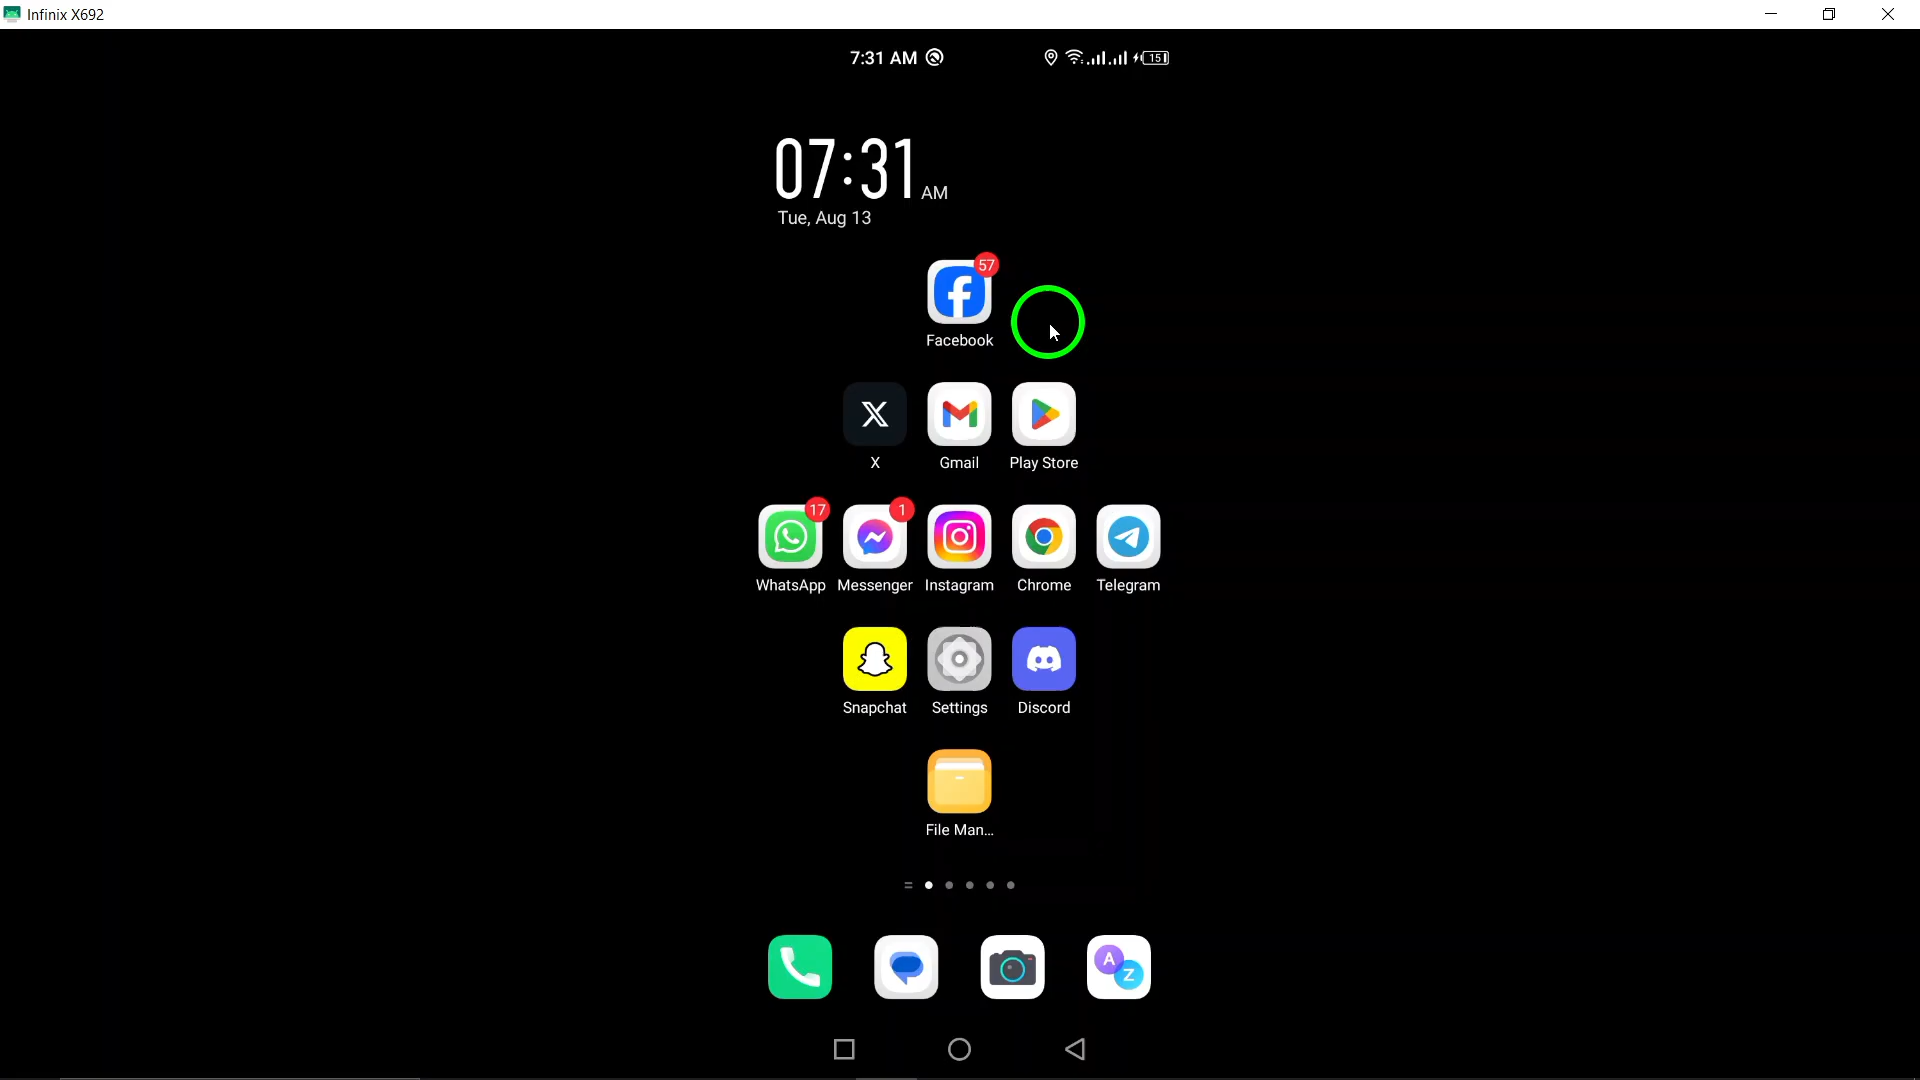 Infinix X692
7:31 AM
15
07:31 AM
Tue, Aug 13
57
Facebook
X Gmail Play Store
17 1
WhatsApp Messenger Instagram Chrome Telegram
Snapchat Settings Discord
File Man...
A Z